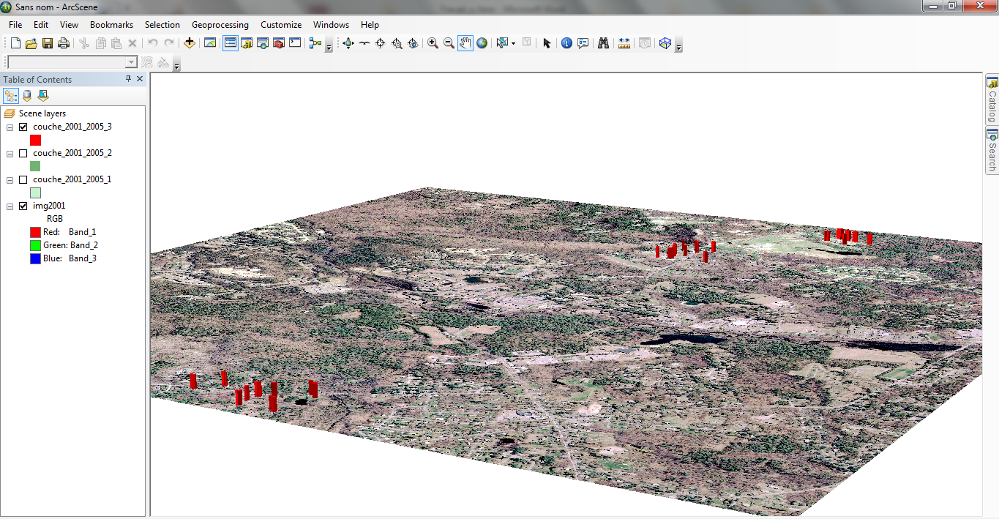 Sans nom - ArcScene
File Edit View Bookmarks Selection Geoprocessing Customize Windows Help
Table of Contents
Scene layers
couche_2001_2005_3
couche_2001_2005_2
couche_2001_2005_1
img2001
RGB
Red: Band_1
Green: Band_2
Blue: Band_3
Catalog
Search